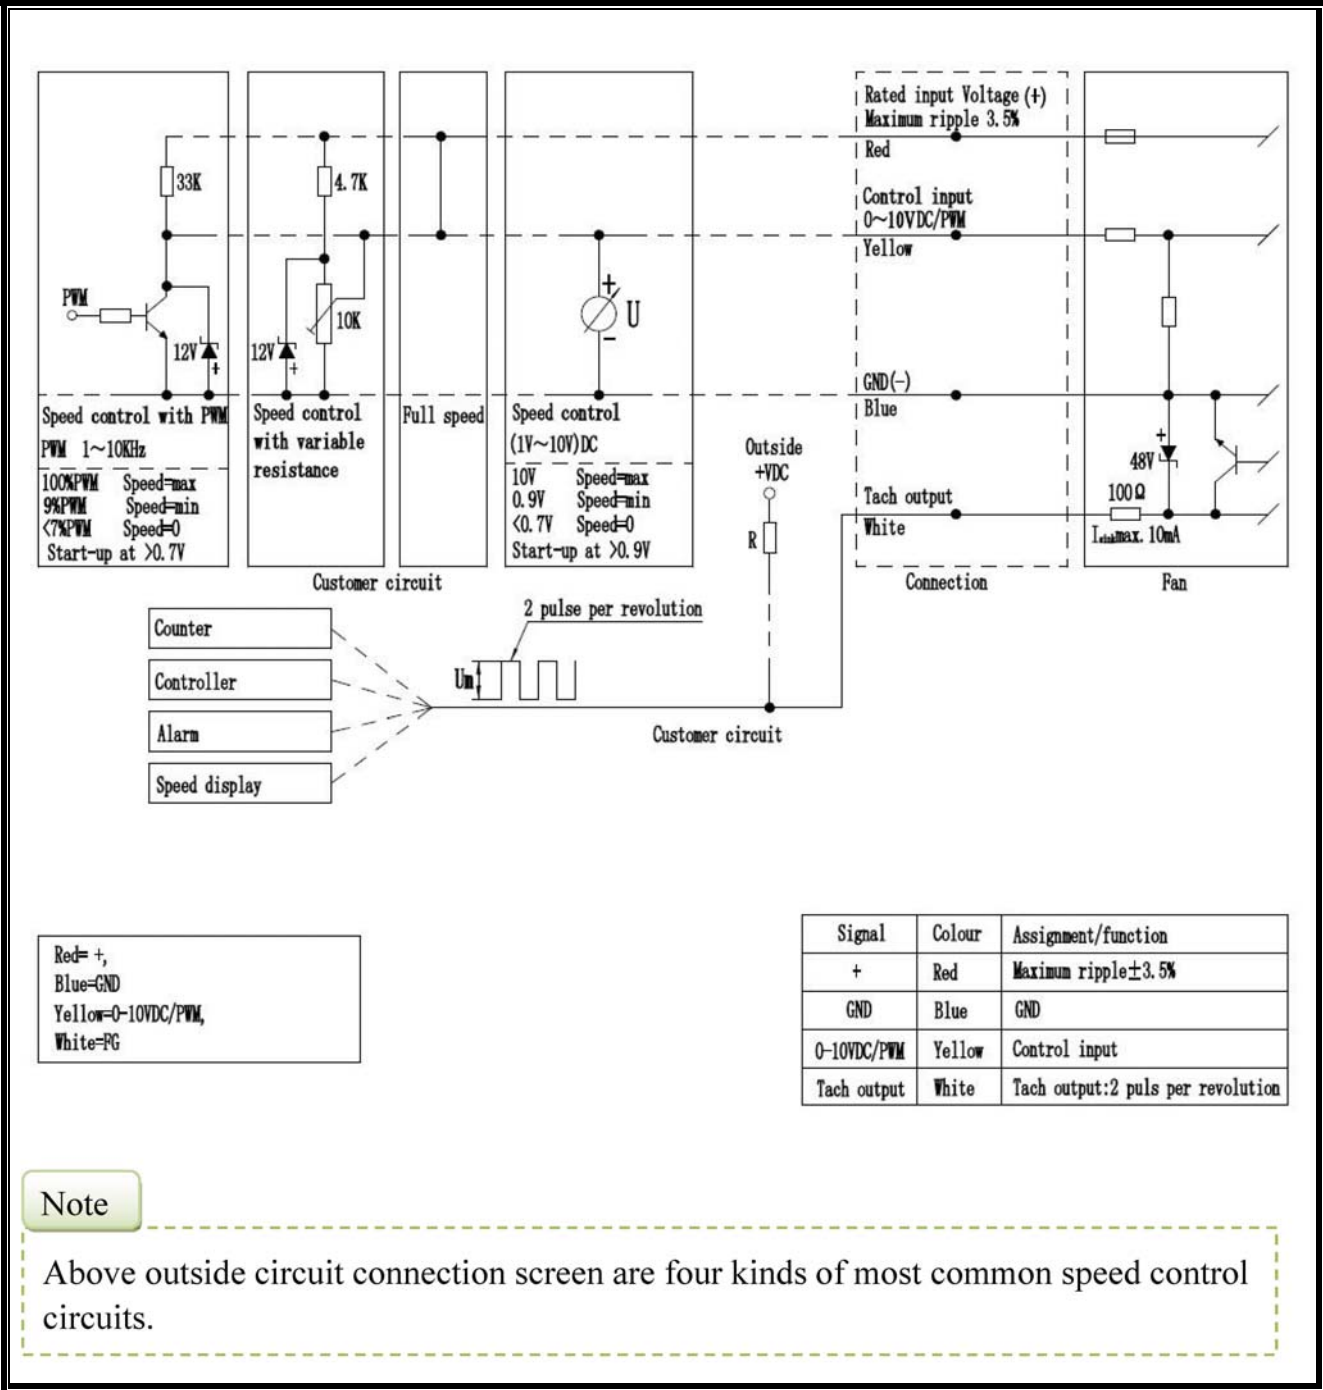 Rated input Voltage (+)
Maximum ripple 3.5%
Red
33K
4.7K
Control input
0~10VDC/PWM
Yellow
PWM
12V
+
12V
+
10K
+
U
−
GND(−)
Blue
Speed control with PWM
PWM 1~10KHz
100%PWM Speed=max
9%PWM Speed=min
<7%PWM Speed=0
Start-up at >0.7V
Speed control
with variable
resistance
Full speed
Speed control
(1V~10V)DC
10V Speed=max
0.9V Speed=min
<0.7V Speed=0
Start-up at >0.9V
Outside
+VDC
R
Tach output
White
+
48V
100Ω
Isinkmax. 10mA
Customer circuit
Connection
Fan
2 pulse per revolution
Um
Counter
Controller
Alarm
Speed display
Customer circuit
Red= +,
Blue=GND
Yellow=0-10VDC/PWM,
White=FG
Signal Colour Assignment/function
+ Red Maximum ripple±3.5%
GND Blue GND
0-10VDC/PWM Yellow Control input
Tach output White Tach output:2 puls per revolution
Note
Above outside circuit connection screen are four kinds of most common speed control
circuits.